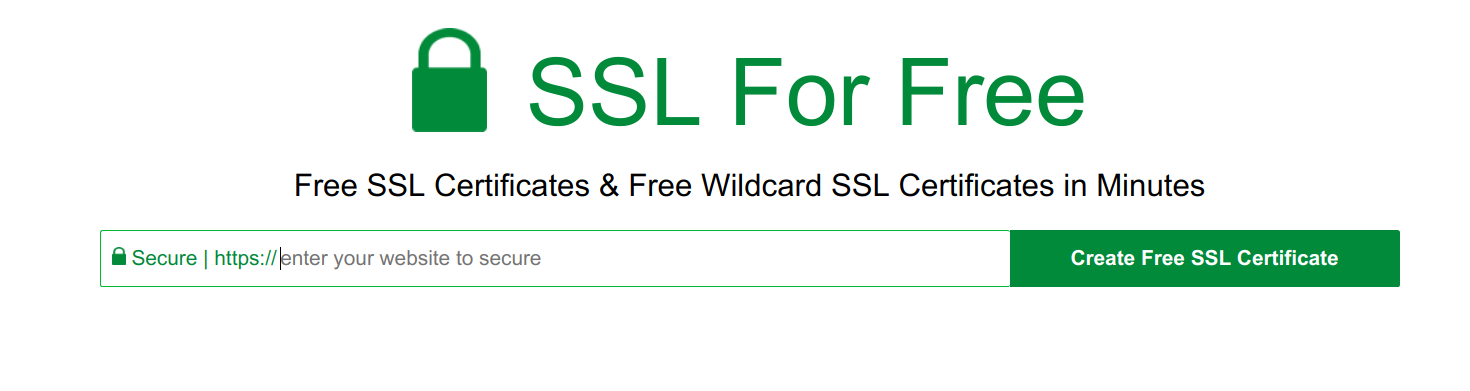 SSL For Free
Free SSL Certificates & Free Wildcard SSL Certificates in Minutes
Secure | https:// enter your website to secure
Create Free SSL Certificate